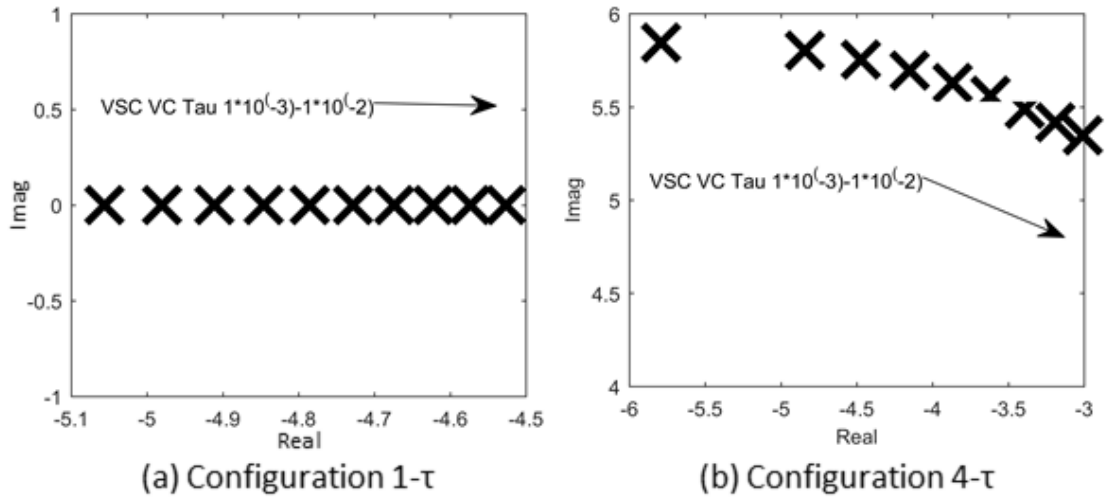 1
0.5
0
-0.5
-1
Imag
VSC VC Tau 1*10(-3)-1*10(-2)
-5.1 -5 -4.9 -4.8 -4.7 -4.6 -4.5
Real
(a) Configuration 1-τ
6
5.5
5
4.5
4
Imag
VSC VC Tau 1*10(-3)-1*10(-2)
-6 -5.5 -5 -4.5 -4 -3.5 -3
Real
(b) Configuration 4-τ